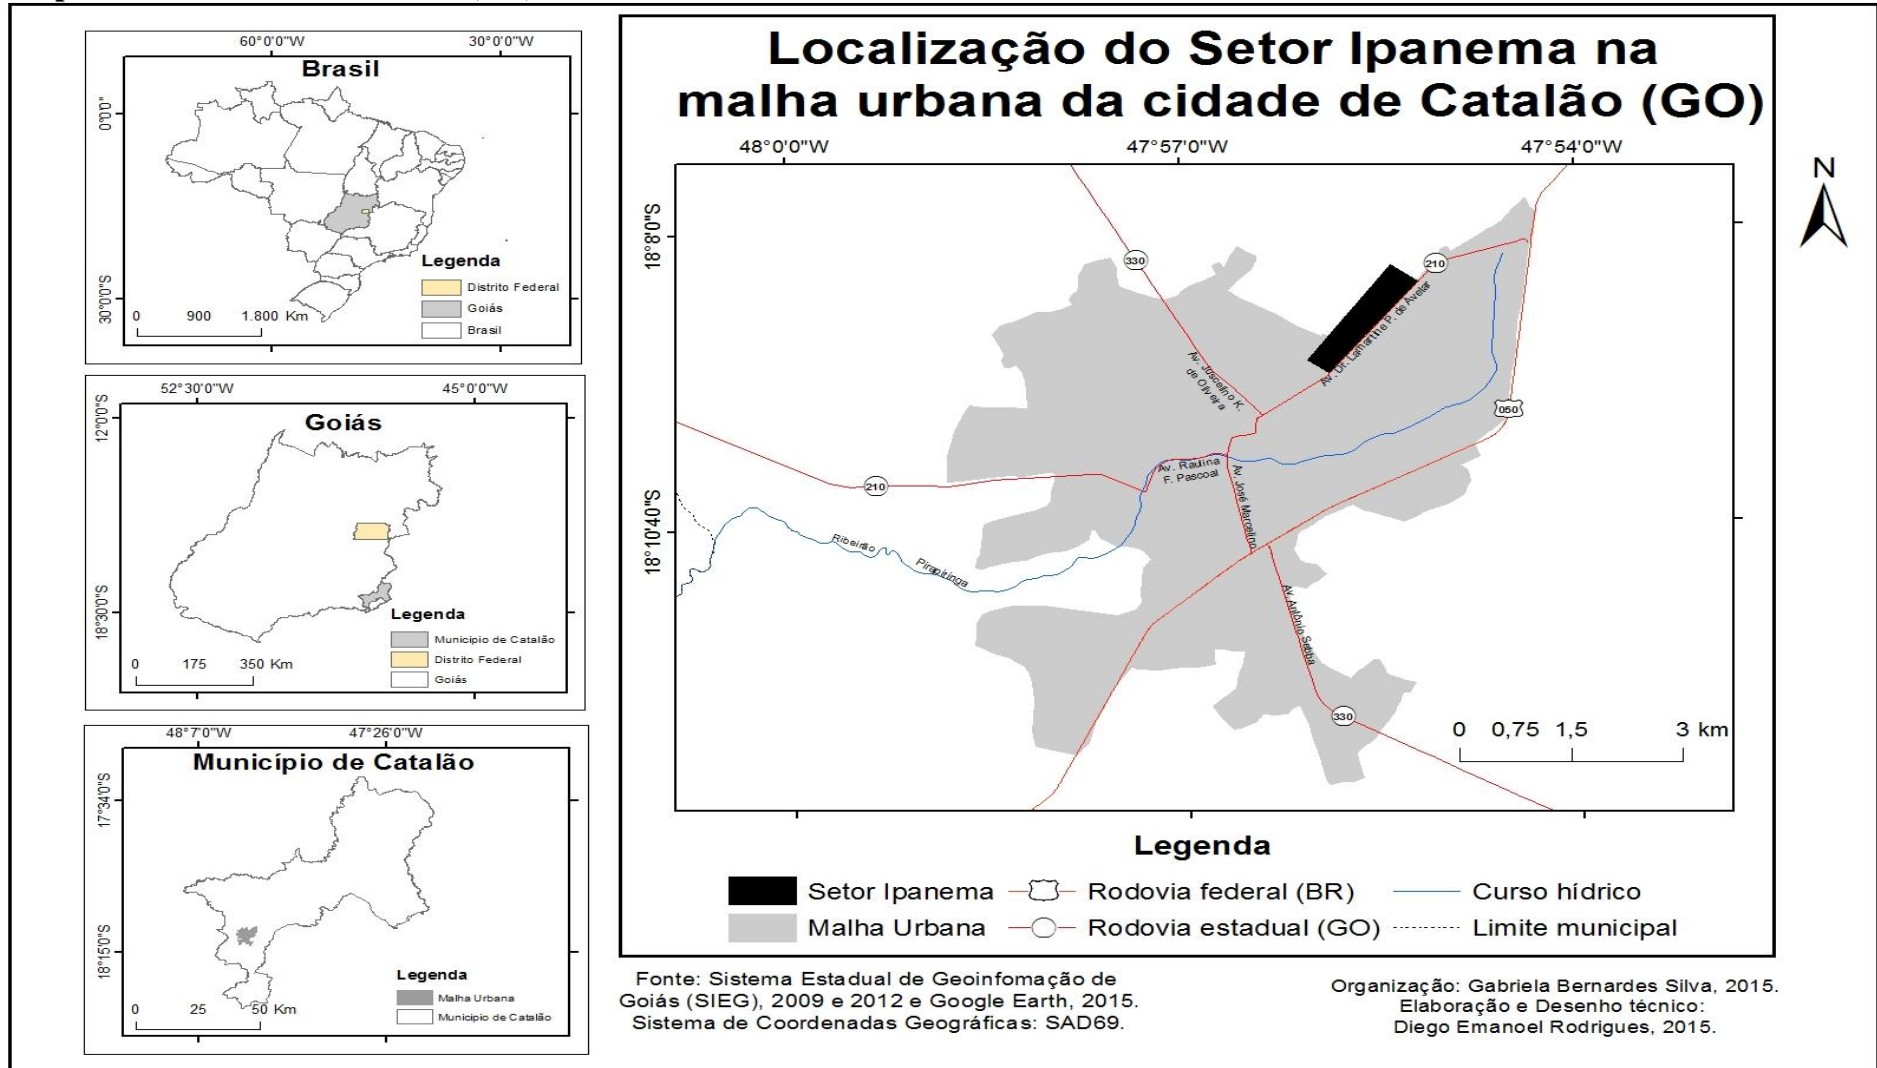 60°0'0"W 30°0'0"W
Brasil
0°0'0"
30°0'0"S
Legenda
Distrito Federal
Goiás
Brasil
0 900 1.800 Km
52°30'0"W 45°0'0"W
Goiás
12°0'0"S
18°30'0"S
Legenda
Município de Catalão
Distrito Federal
Goiás
0 175 350 Km
48°7'0"W 47°26'0"W
Município de Catalão
17°34'0"S
18°15'0"S
Legenda
Malha Urbana
Município de Catalão
0 25 50 Km
Localização do Setor Ipanema na
malha urbana da cidade de Catalão (GO)
48°0'0"W 47°57'0"W 47°54'0"W
18°8'0"S
18°10'40"S
N
330
210
Av. Dr. Lamartine P. de Avelar
Av. Juscelino K.
de Oliveira
050
Av. Raulina
F. Pascoal
210
Av. José Marcelino
Ribeirão Pirapitinga
Av. Antônio Sebba
330
0 0,75 1,5 3 km
Legenda
Setor Ipanema Rodovia federal (BR) Curso hídrico
Malha Urbana Rodovia estadual (GO) Limite municipal
Fonte: Sistema Estadual de Geoinfomação de
Goiás (SIEG), 2009 e 2012 e Google Earth, 2015.
Sistema de Coordenadas Geográficas: SAD69.
Organização: Gabriela Bernardes Silva, 2015.
Elaboração e Desenho técnico:
Diego Emanoel Rodrigues, 2015.